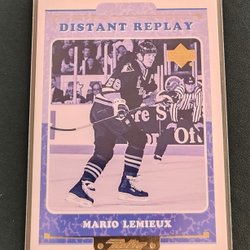 DISTANT REPLAY
MARIO LEMIEUX